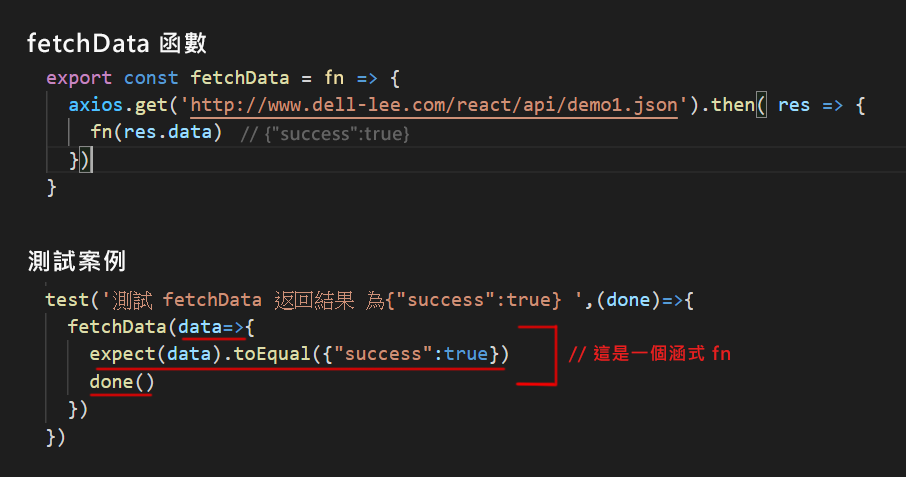 fetchData 函數
export const fetchData = fn => {
axios.get('http://www.dell-lee.com/react/api/demo1.json').then( res => {
fn(res.data) // {"success":true}
})
}
測試案例
test('測試 fetchData 返回結果 為{"success":true} ',(done)=>{
fetchData(data=>{
expect(data).toEqual({"success":true}) // 這是一個涵式 fn
done()
})
})